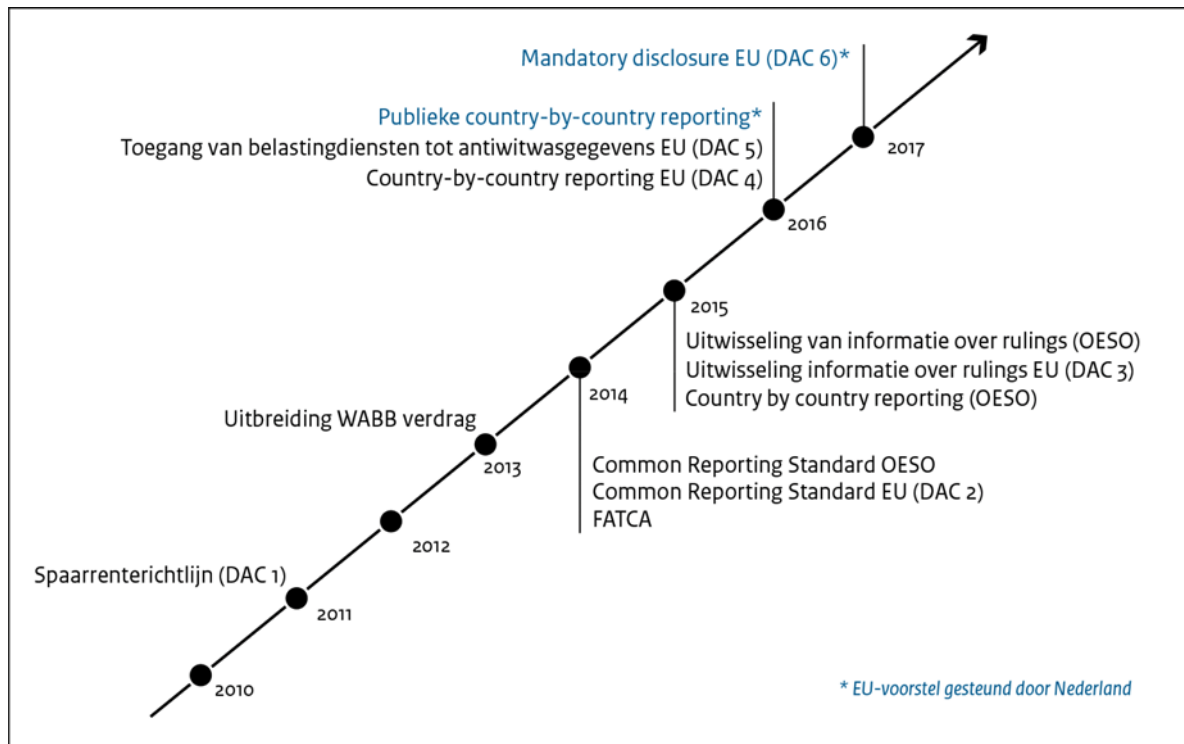 Mandatory disclosure EU (DAC 6)*
Publieke country-by-country reporting*
Toegang van belastingdiensten tot antiwitwasgegevens EU (DAC 5)
Country-by-country reporting EU (DAC 4)
2017
2016
2015
Uitwisseling van informatie over rulings (OESO)
Uitwisseling informatie over rulings EU (DAC 3)
Country by country reporting (OESO)
2014
Uitbreiding WABB verdrag
2013
Common Reporting Standard OESO
Common Reporting Standard EU (DAC 2)
FATCA
2012
Spaarrenterichtlijn (DAC 1)
2011
2010
* EU-voorstel gesteund door Nederland